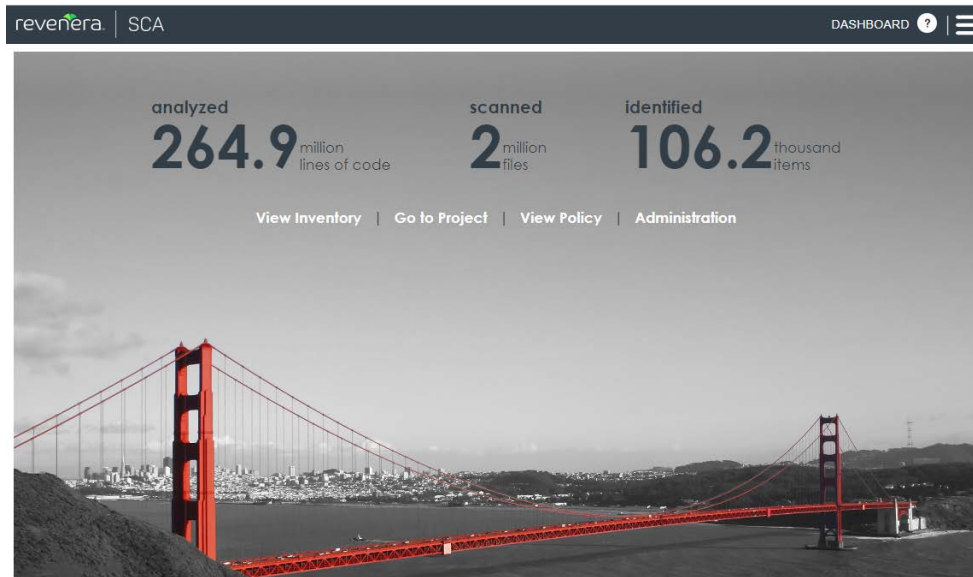 revenera. | SCA
DASHBOARD ? |
analyzed
264.9 million lines of code
scanned
2 million files
identified
106.2 thousand items
View Inventory | Go to Project | View Policy | Administration